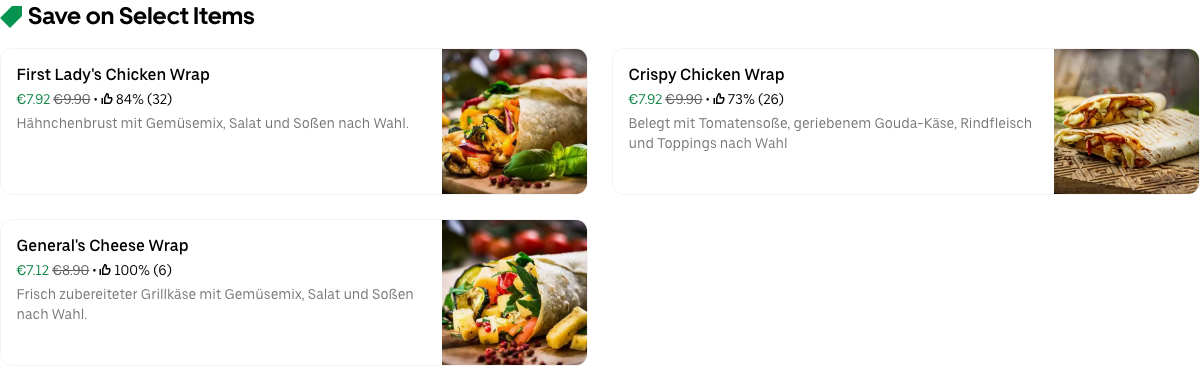 Save on Select Items
First Lady's Chicken Wrap
€7.92 €9.90 • 84% (32)
Hähnchenbrust mit Gemüsemix, Salat und Soßen nach Wahl.
Crispy Chicken Wrap
€7.92 €9.90 • 73% (26)
Belegt mit Tomatensoße, geriebenem Gouda-Käse, Rindfleisch
und Toppings nach Wahl
General's Cheese Wrap
€7.12 €8.90 • 100% (6)
Frisch zubereiteter Grillkäse mit Gemüsemix, Salat und Soßen
nach Wahl.